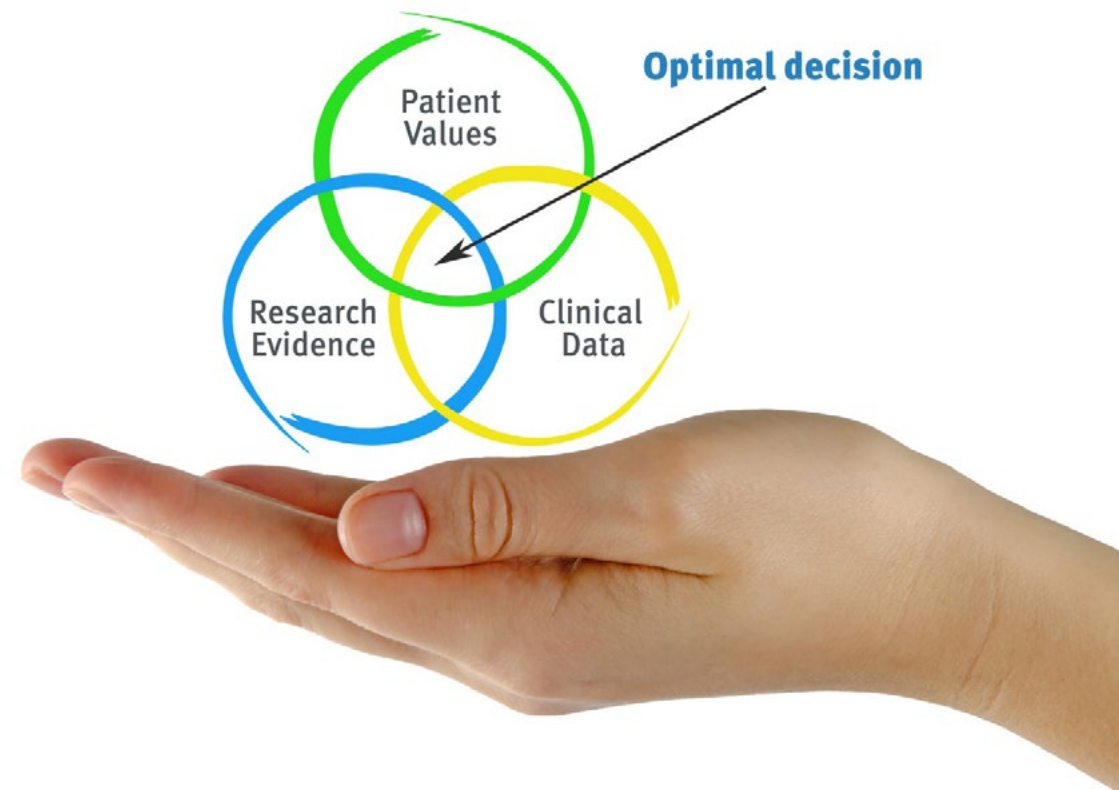 Optimal decision
Patient
Values
Research
Evidence
Clinical
Data